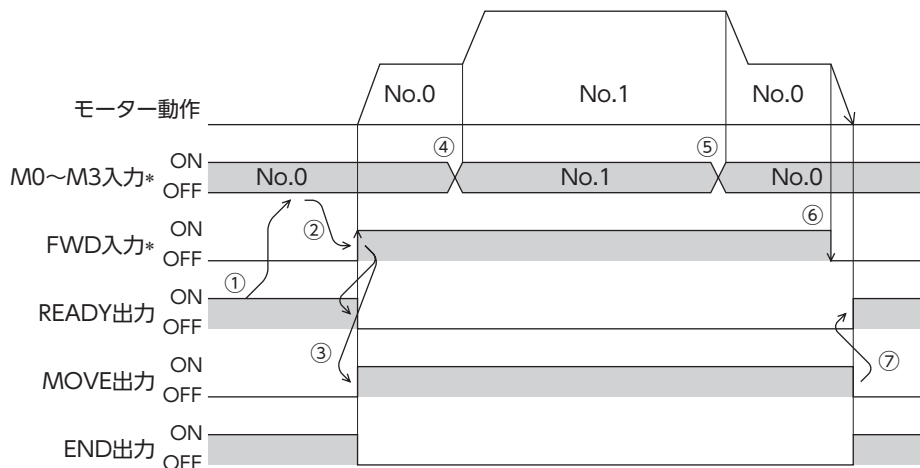 No.0
No.1
No.0
モーター動作
④
⑤
ON
M0～M3入力*
OFF
No.0
No.1
No.0
②
⑥
ON
FWD入力*
OFF
①
ON
READY出力
OFF
③
⑦
ON
MOVE出力
OFF
ON
END出力
OFF